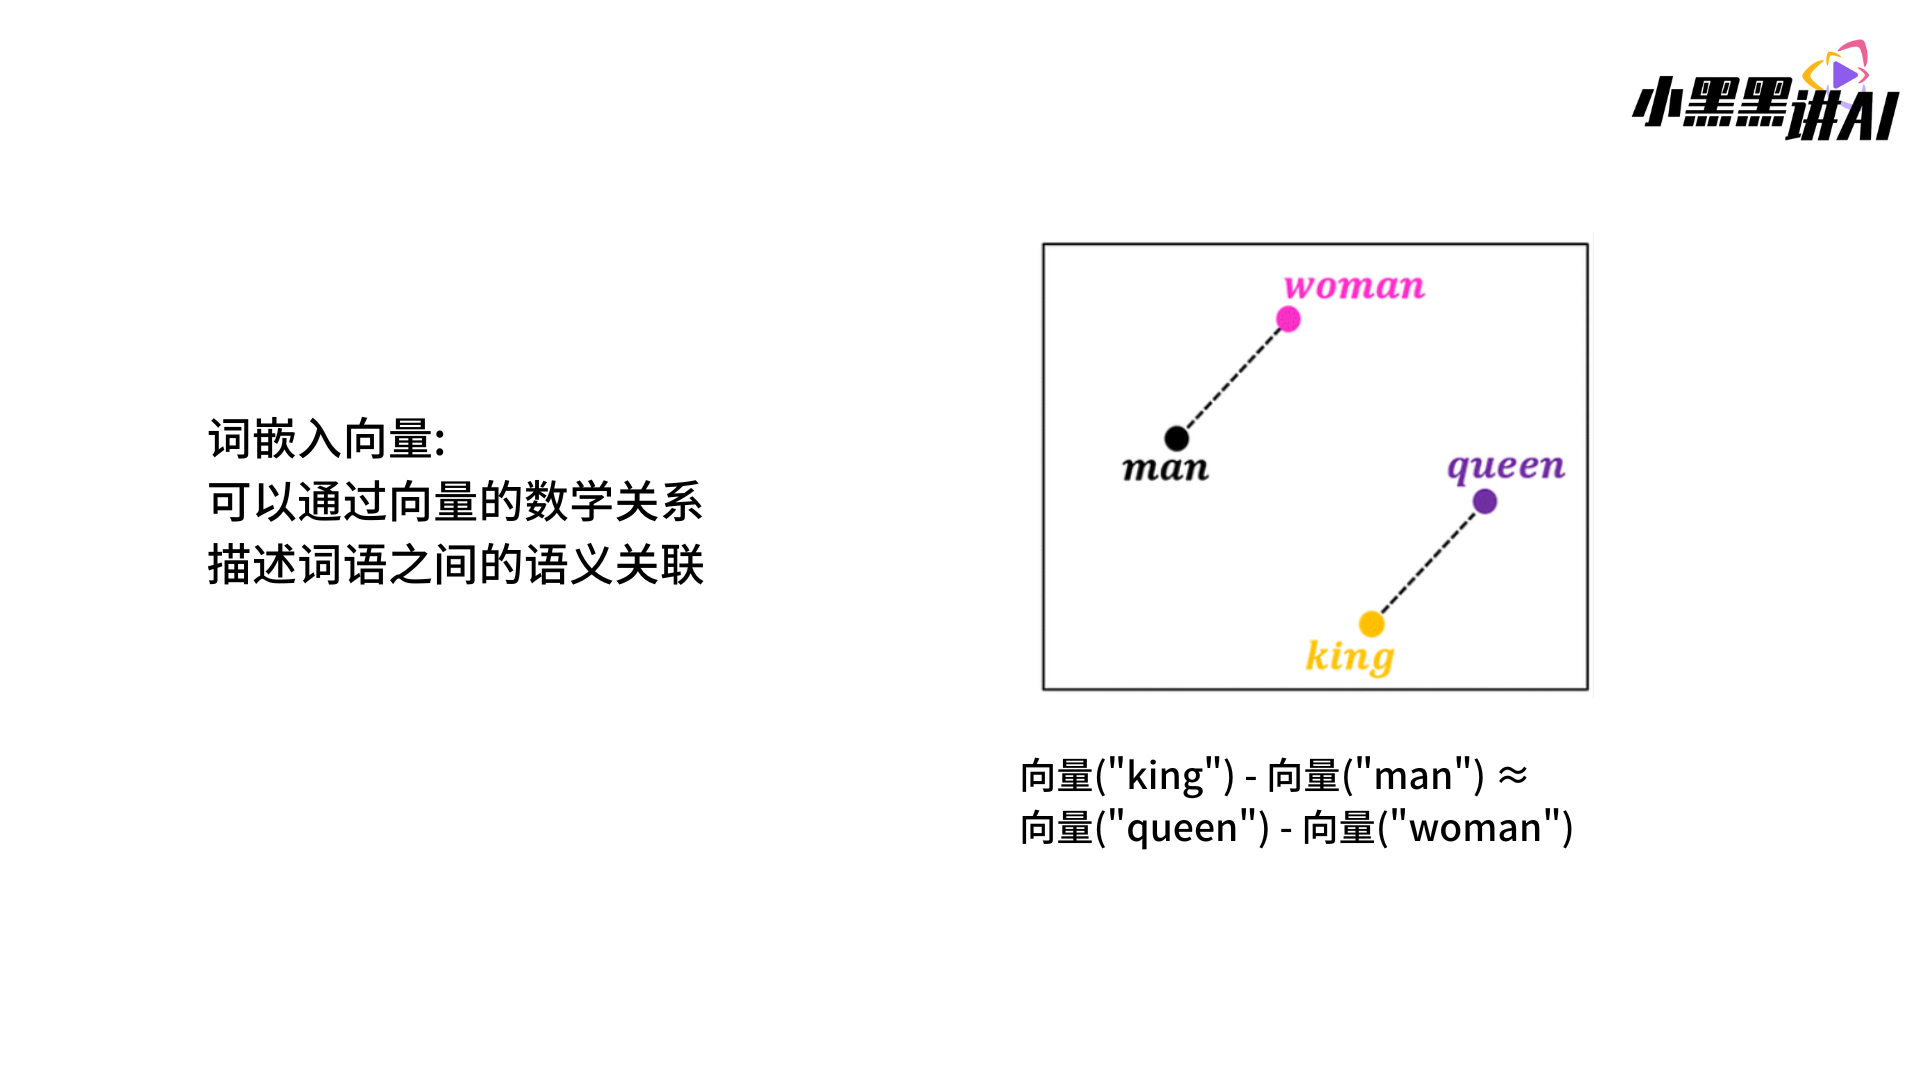 小黑黑讲AI
词嵌入向量:
可以通过向量的数学关系
描述词语之间的语义关联
woman
man
queen
king
向量("king") - 向量("man") ≈
向量("queen") - 向量("woman")